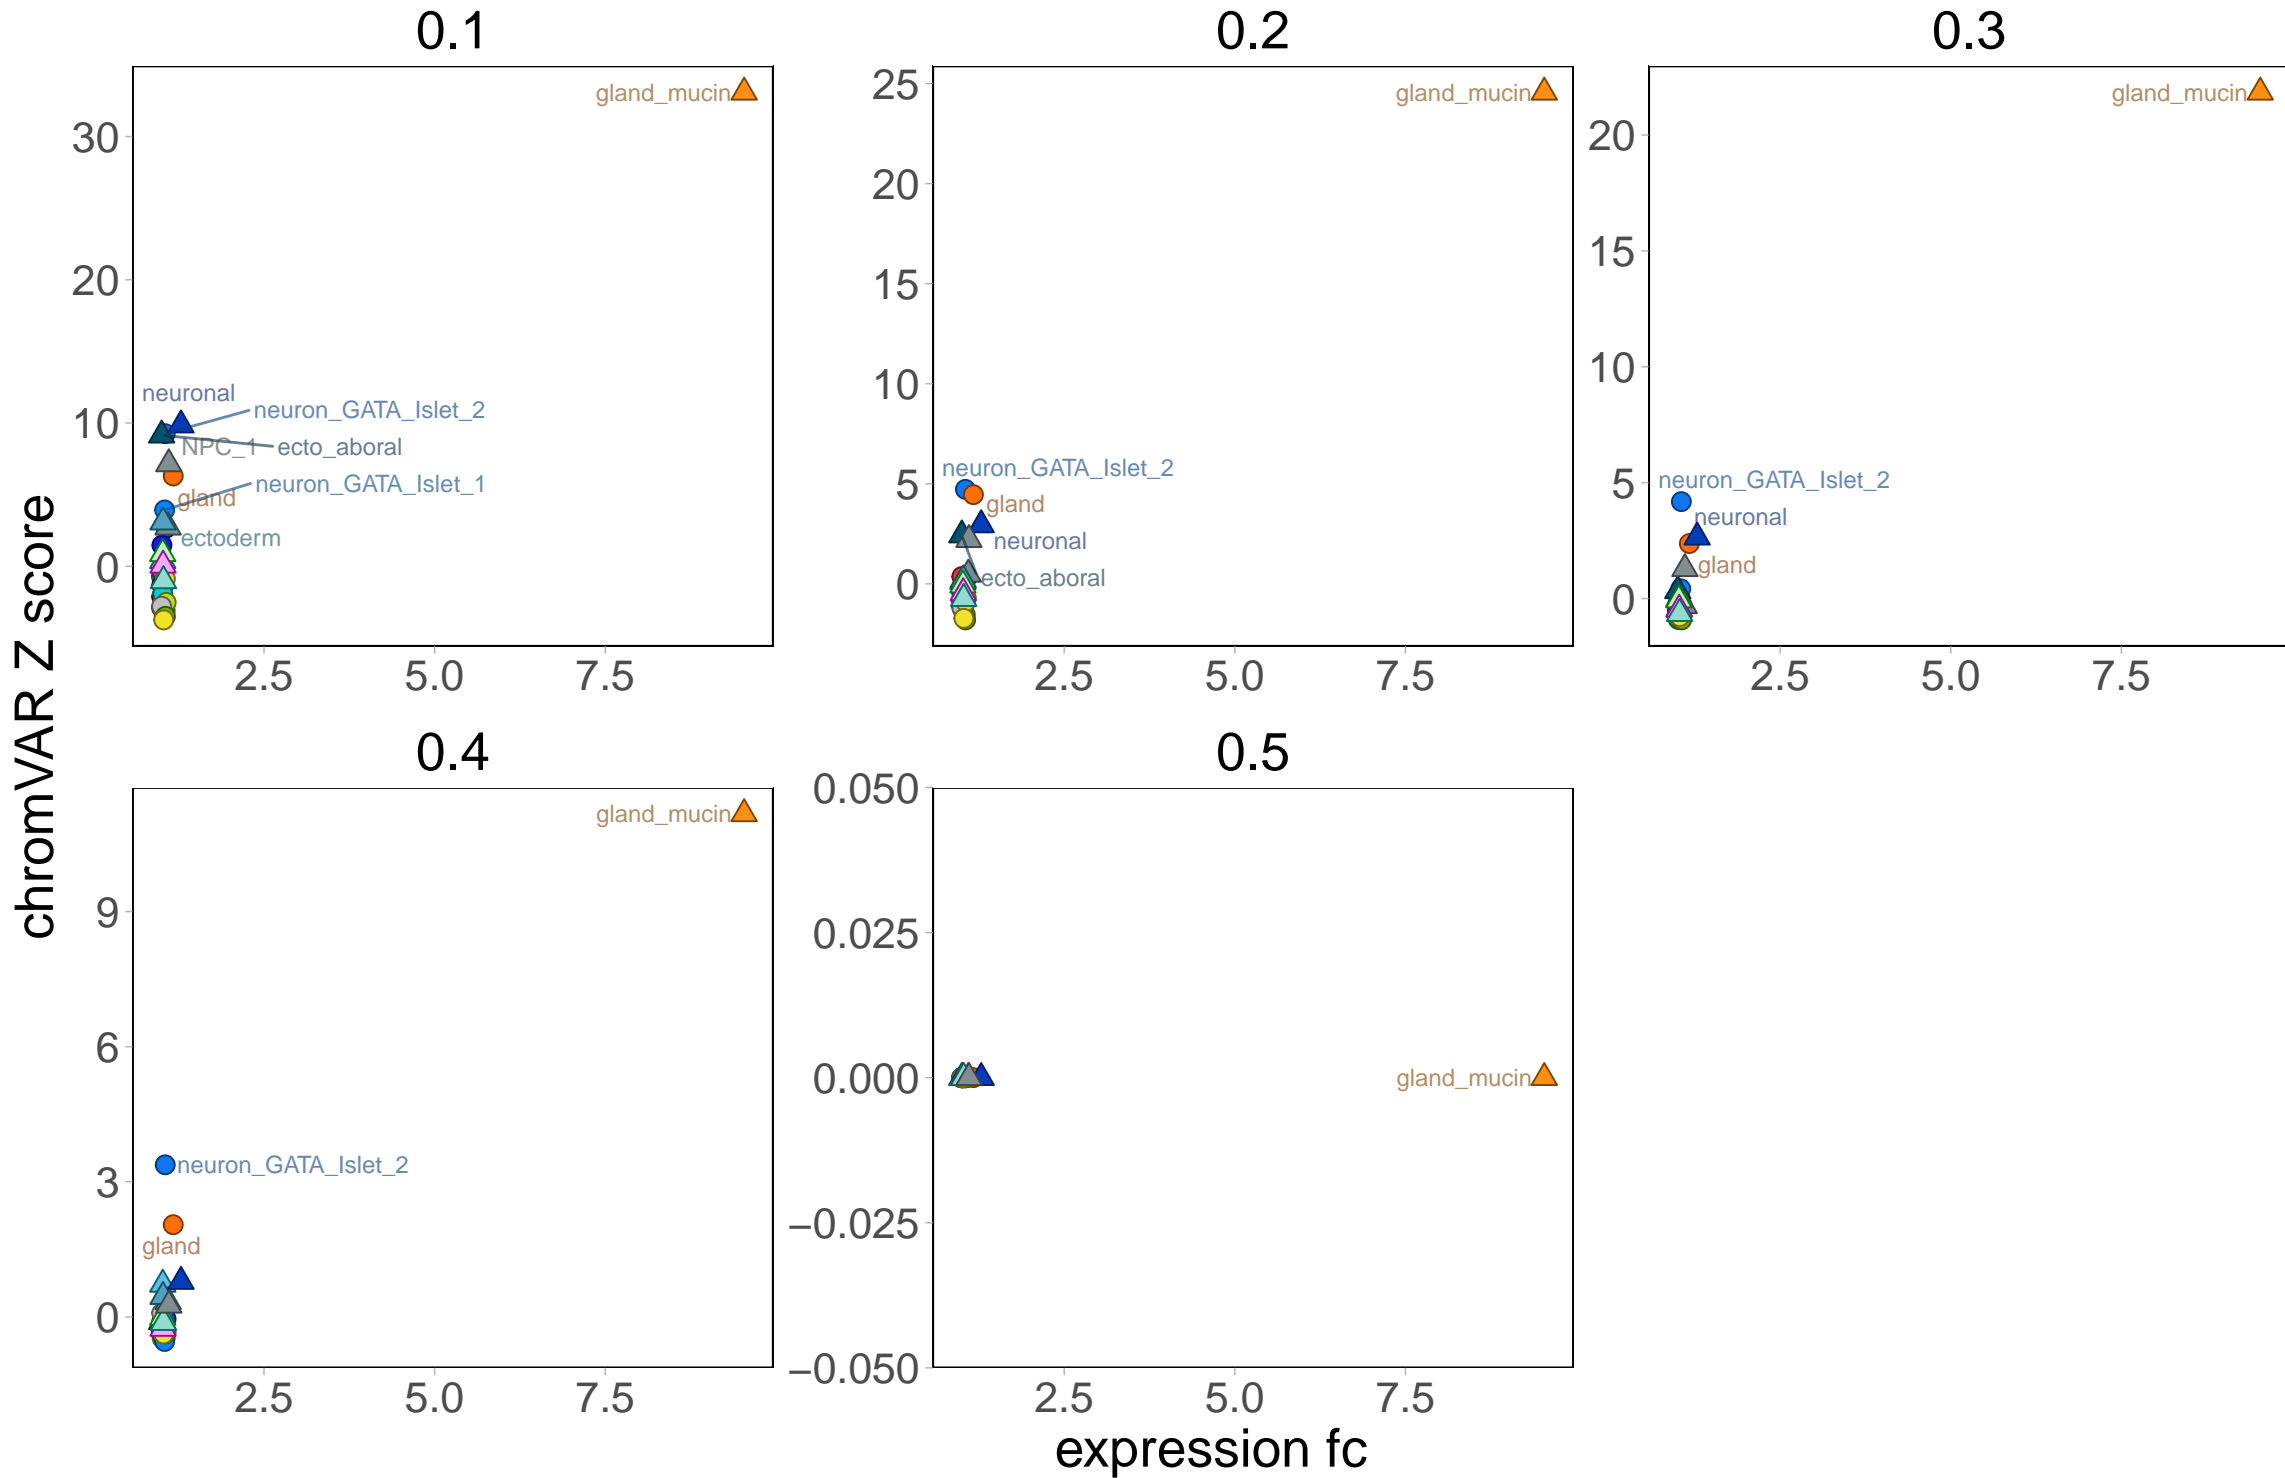 0.1
0.2
0.3
gland_mucin
30
20
10
0
neuronal
neuron_GATA_Islet_2
NPC_1
ecto_aboral
neuron_GATA_Islet_1
gland
ectoderm
2.5 5.0 7.5
gland_mucin
25
20
15
10
5
0
neuron_GATA_Islet_2
gland
neuronal
ecto_aboral
2.5 5.0 7.5
gland_mucin
20
15
10
5
0
neuron_GATA_Islet_2
neuronal
gland
2.5 5.0 7.5
chromVAR Z score
0.4
0.5
gland_mucin
9
6
3
0
neuron_GATA_Islet_2
gland
2.5 5.0 7.5
0.050
0.025
0.000
−0.025
−0.050
gland_mucin
2.5 5.0 7.5
expression fc